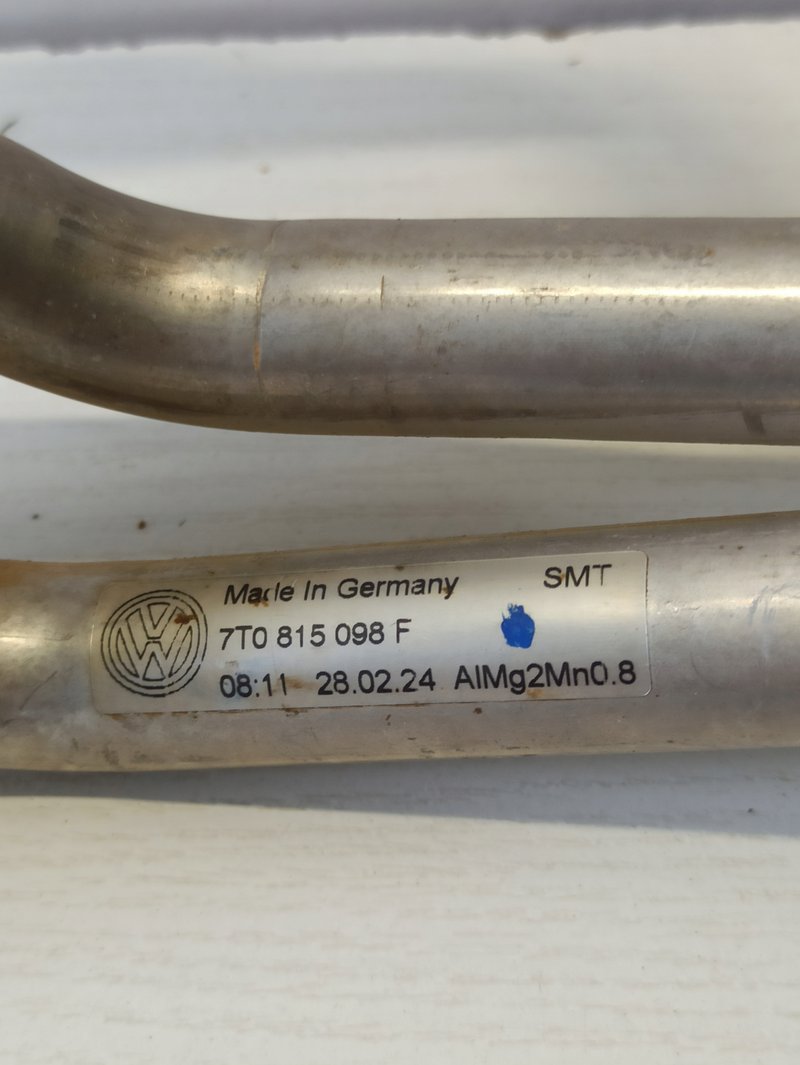 Made In Germany SMT
7T0 815 098 F
08:11 28.02.24 AlMg2Mn0.8